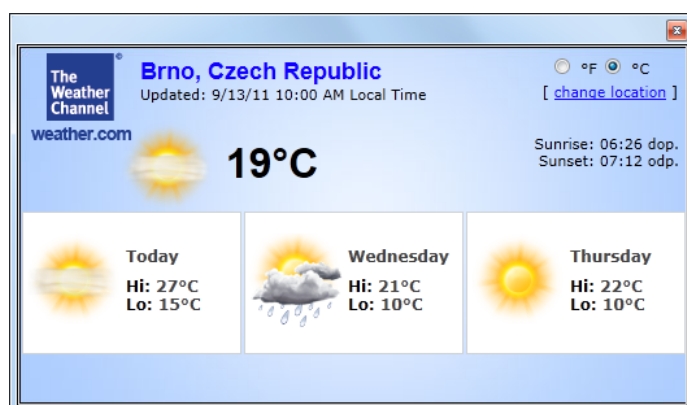 The
Weather
Channel
weather.com
Brno, Czech Republic
Updated: 9/13/11 10:00 AM Local Time
°F °C
[ change location ]
19°C
Sunrise: 06:26 dop.
Sunset: 07:12 odp.
Today
Hi: 27°C
Lo: 15°C
Wednesday
Hi: 21°C
Lo: 10°C
Thursday
Hi: 22°C
Lo: 10°C